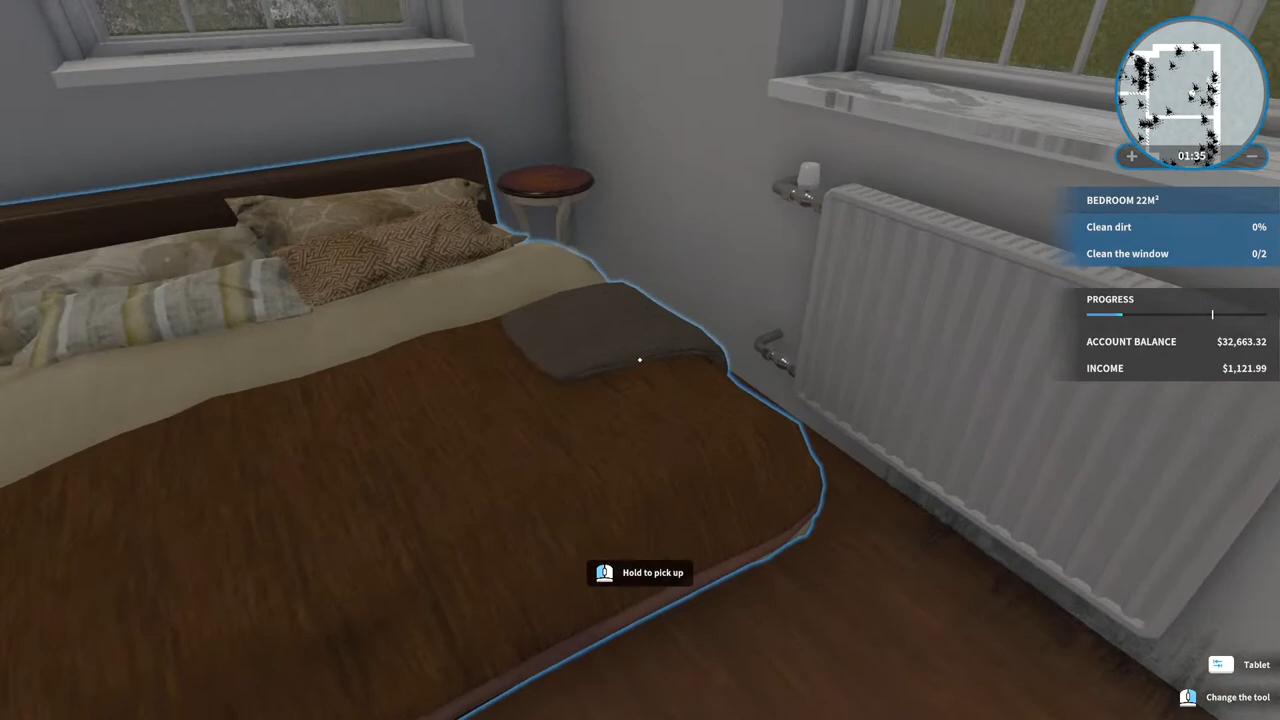 01:35
BEDROOM 22M²
Clean dirt 0%
Clean the window 0/2
PROGRESS
ACCOUNT BALANCE $32,663.32
INCOME $1,121.99
Hold to pick up
Tablet
Change the tool